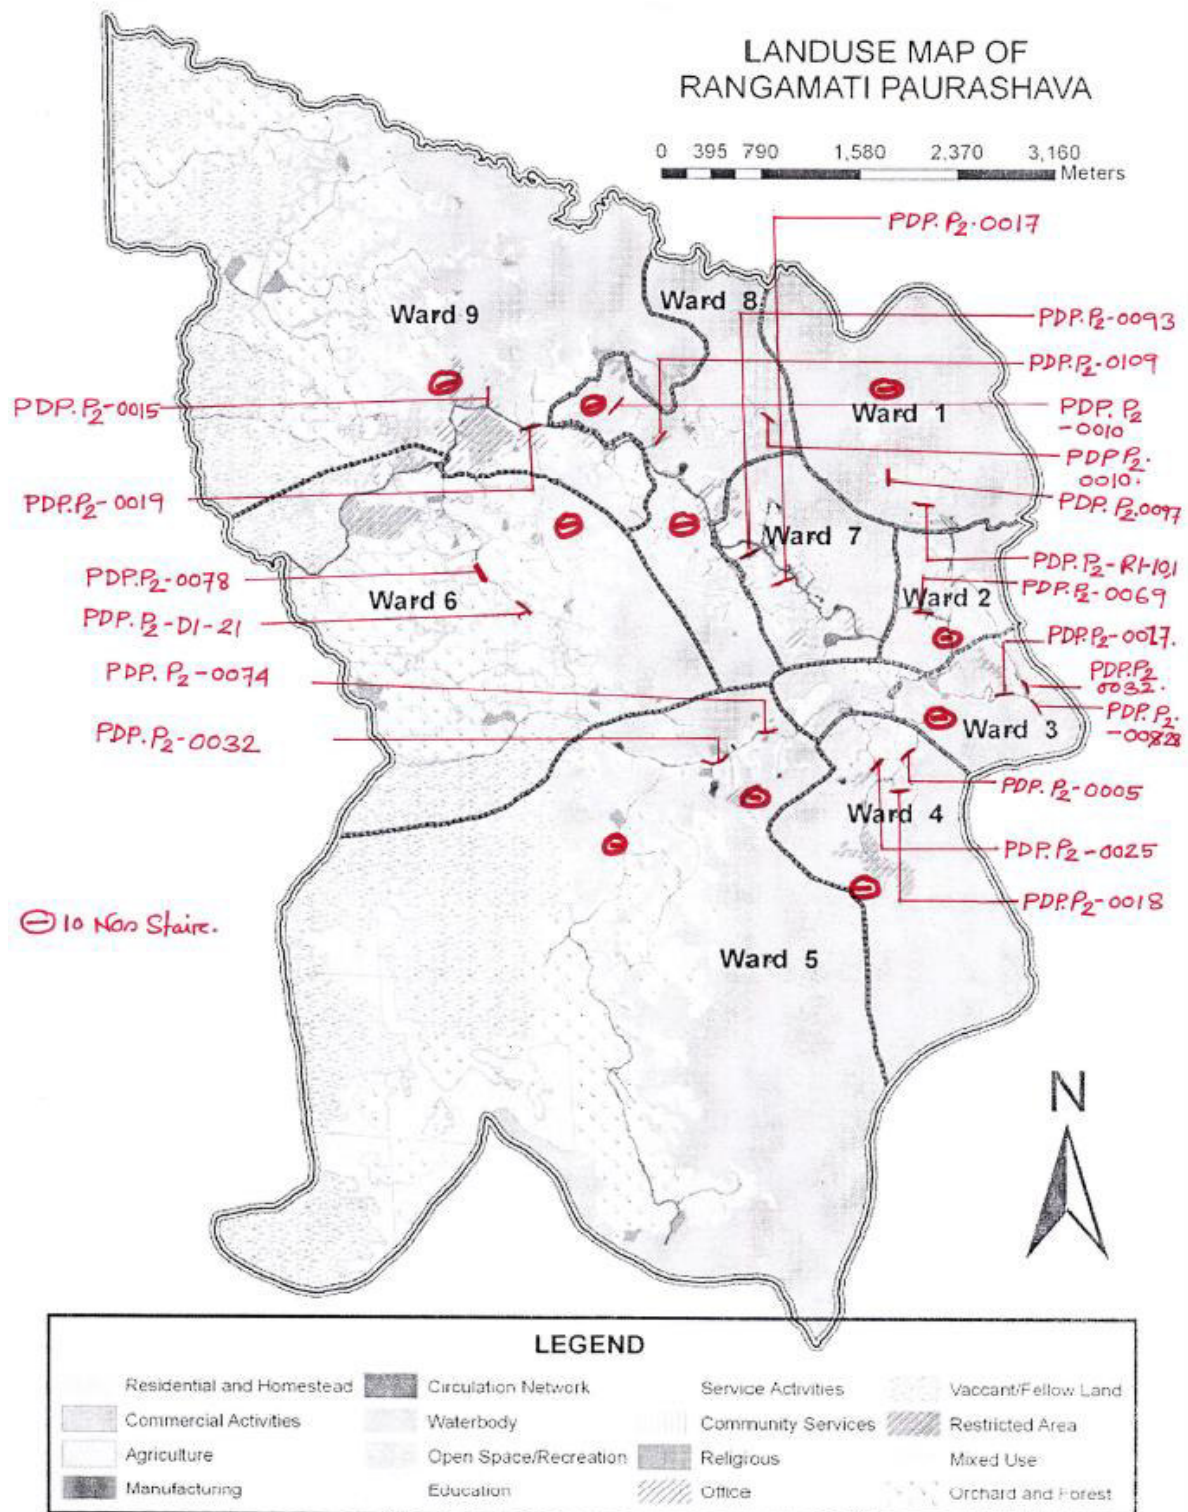 LANDUSE MAP OF
RANGAMATI PAURASHAVA
0 395 790 1,580 2,370 3,160
Meters
PDP. P2.0017
Ward 9
Ward 8
PDP. P2-0093
PDP. P2.0109
PDP. P2-0015
Ward 1
PDP. P2
-0010
PDP P2.
0010.
PDP. P2-0019
PDP. P2.0097
Ward 7
PDP. P2-R1-101
PDP. P2-0078
PDP. P2-0069
Ward 6
Ward 2
PDP. P2-D1-21
PDP. P2-0017.
PDP. P2-0074
PDP. P2
0032.
PDP. P2.
PDP. P2-0032
Ward 3
PDP. P2-0005
Ward 4
PDP. P2-0025
PDP. P2-0018
10 Nos Staire.
Ward 5
N
LEGEND
Residential and Homestead
Circulation Network
Service Activities
Vaccant/Fellow Land
Commercial Activities
Waterbody
Community Services
Restricted Area
Agriculture
Open Space/Recreation
Religious
Mixed Use
Manufacturing
Education
Office
Orchard and Forest